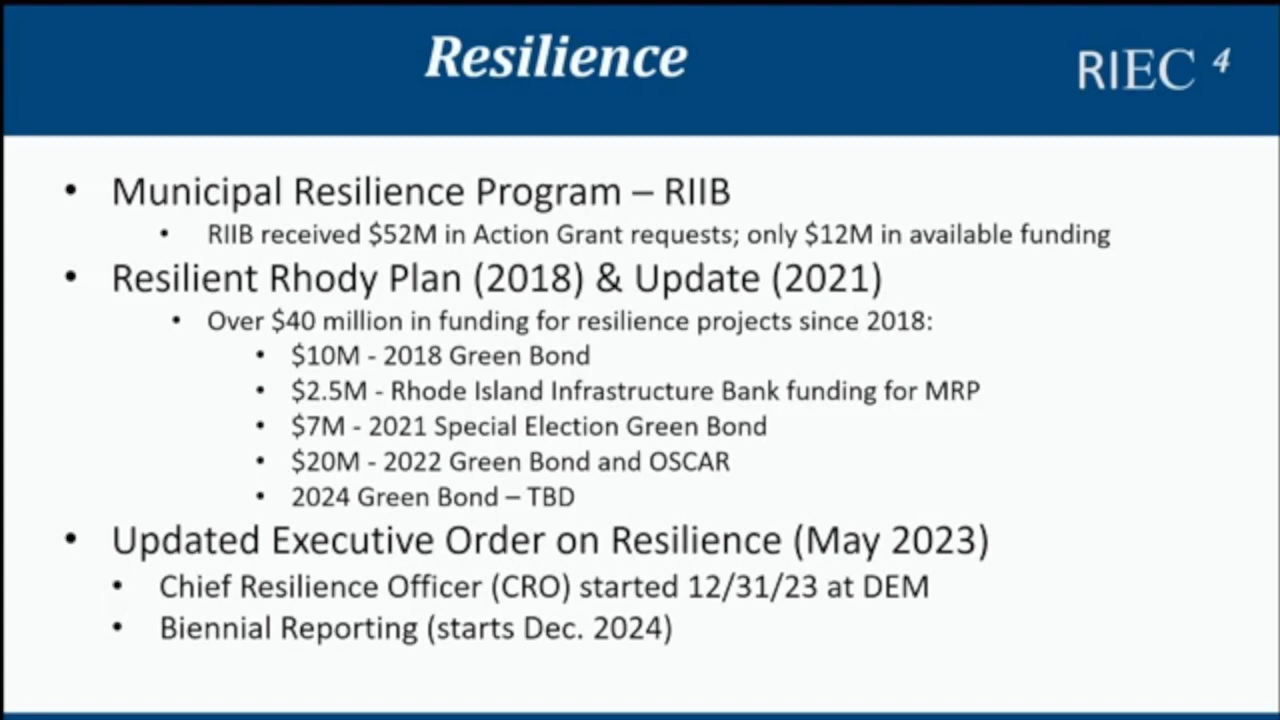 Resilience
RIEC 4
• Municipal Resilience Program – RIIB
• RIIB received $52M in Action Grant requests; only $12M in available funding
• Resilient Rhody Plan (2018) & Update (2021)
• Over $40 million in funding for resilience projects since 2018:
• $10M - 2018 Green Bond
• $2.5M - Rhode Island Infrastructure Bank funding for MRP
• $7M - 2021 Special Election Green Bond
• $20M - 2022 Green Bond and OSCAR
• 2024 Green Bond – TBD
• Updated Executive Order on Resilience (May 2023)
• Chief Resilience Officer (CRO) started 12/31/23 at DEM
• Biennial Reporting (starts Dec. 2024)